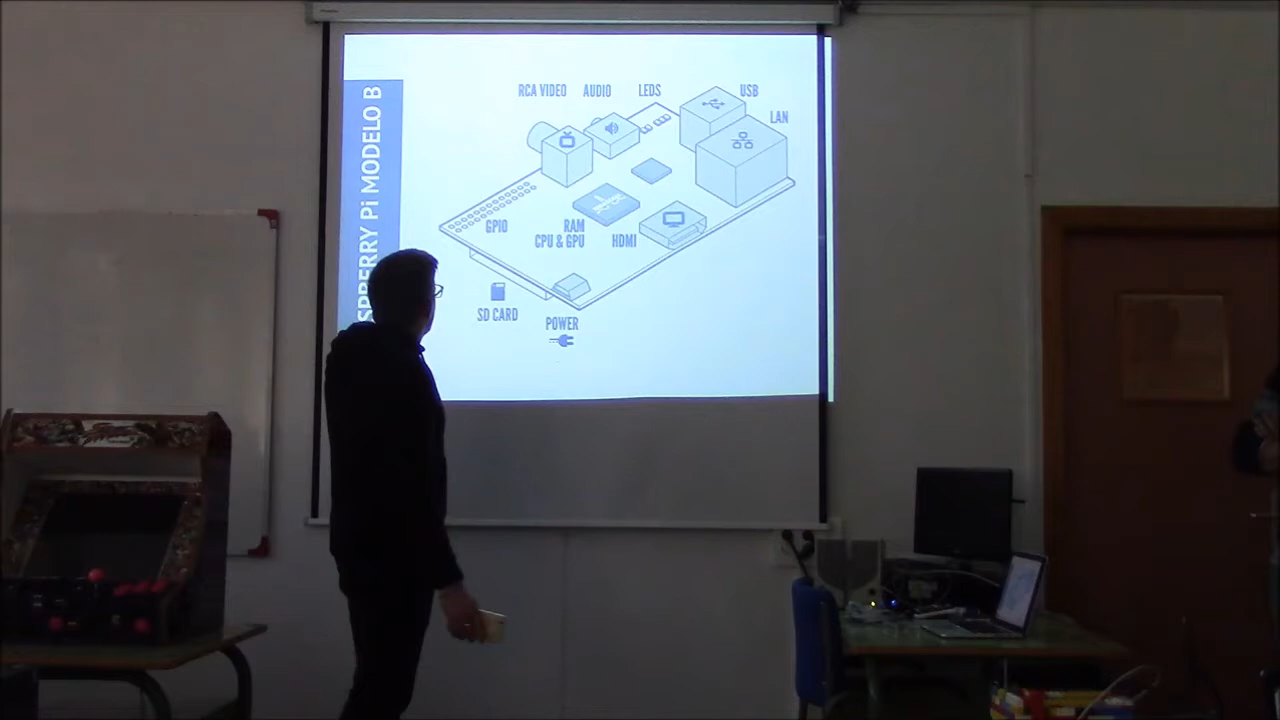 SPBERRY Pi MODELO B
RCA VIDEO
AUDIO
LEDS
USB
LAN
GPIO
RAM
CPU & GPU
HDMI
SD CARD
POWER